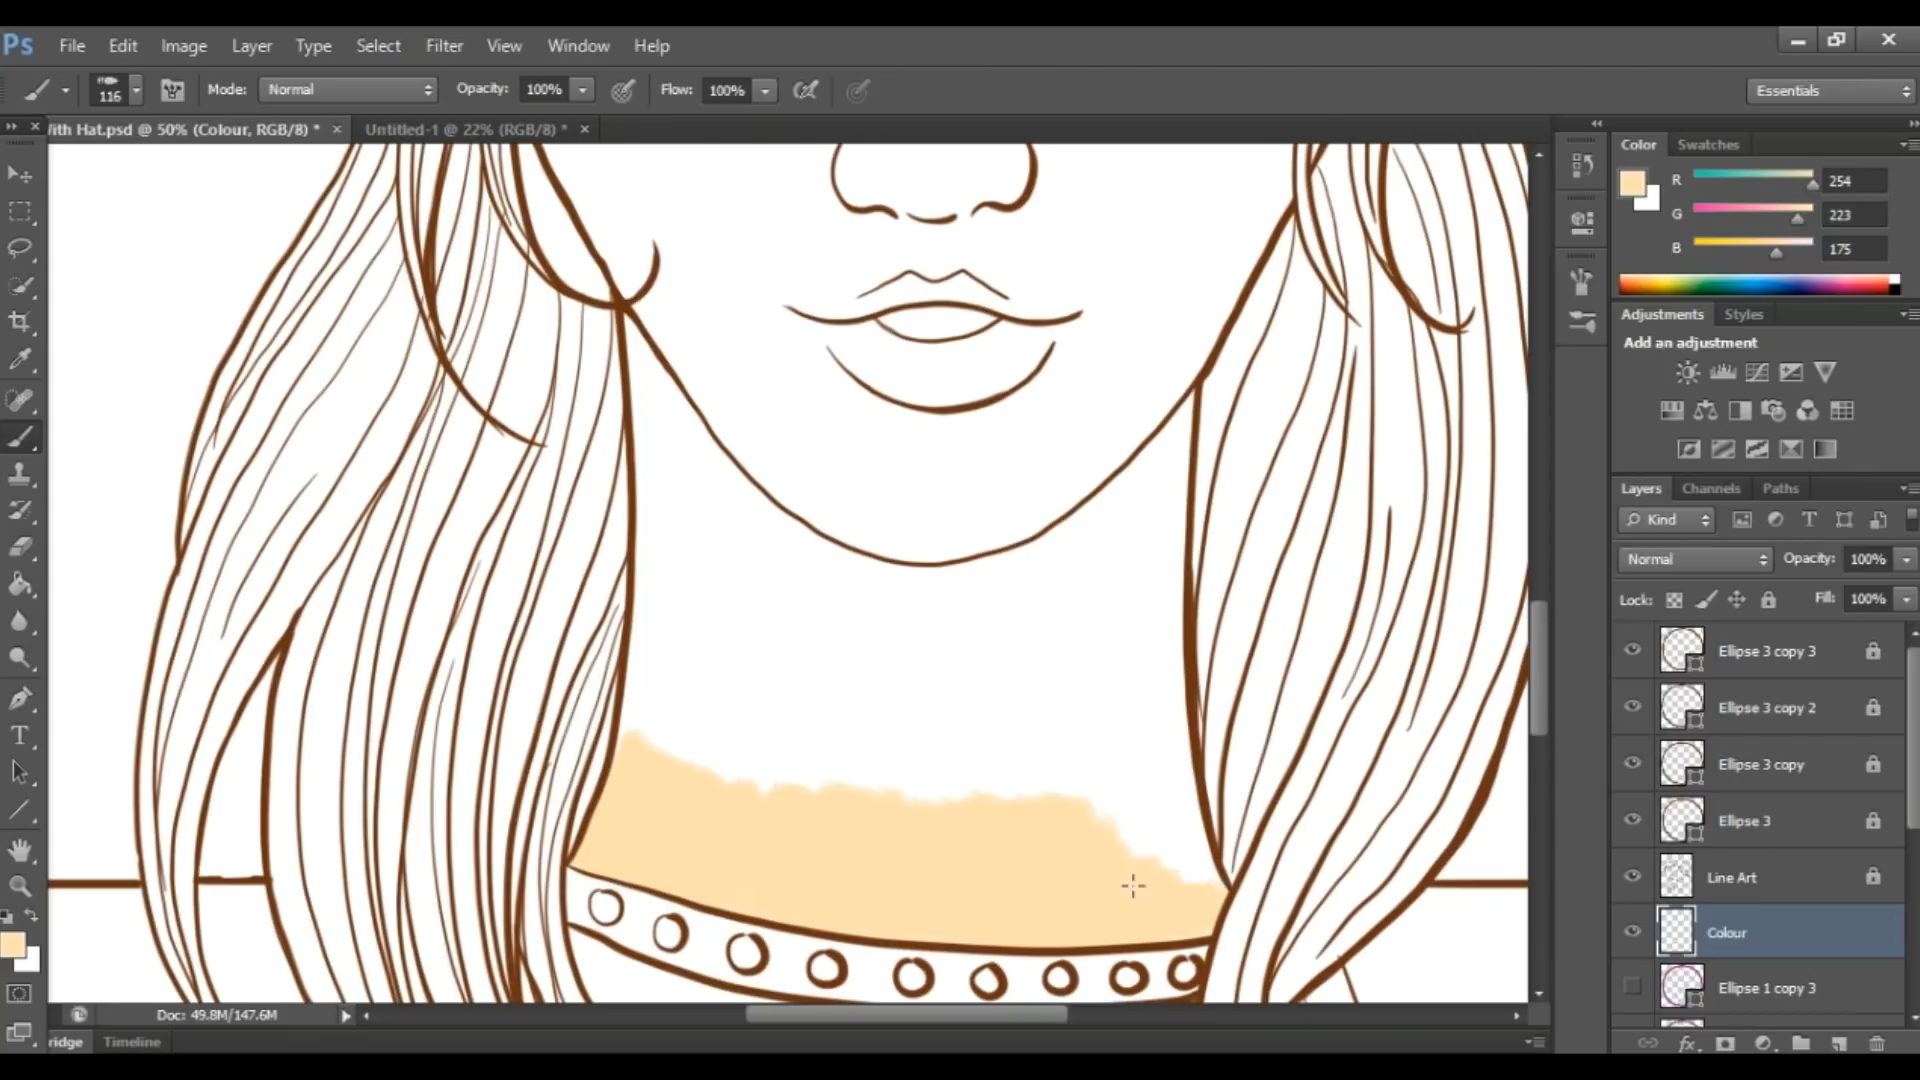 Ps File Edit Image Layer Type Select Filter View Window Help
116 Mode: Normal Opacity: 100% Flow: 100% Essentials
ith Hat.psd @ 50% (Colour, RGB/8) * × Untitled-1 @ 22% (RGB/8) * ×
Color Swatches
R 254
G 223
B 175
Adjustments Styles
Add an adjustment
Layers Channels Paths
Kind T
Normal Opacity: 100%
Lock: Fill: 100%
Ellipse 3 copy 3
Ellipse 3 copy 2
Ellipse 3 copy
Ellipse 3
Line Art
Colour
Ellipse 1 copy 3
T
Doc: 49.8M/147.6M
ridge Timeline
fx